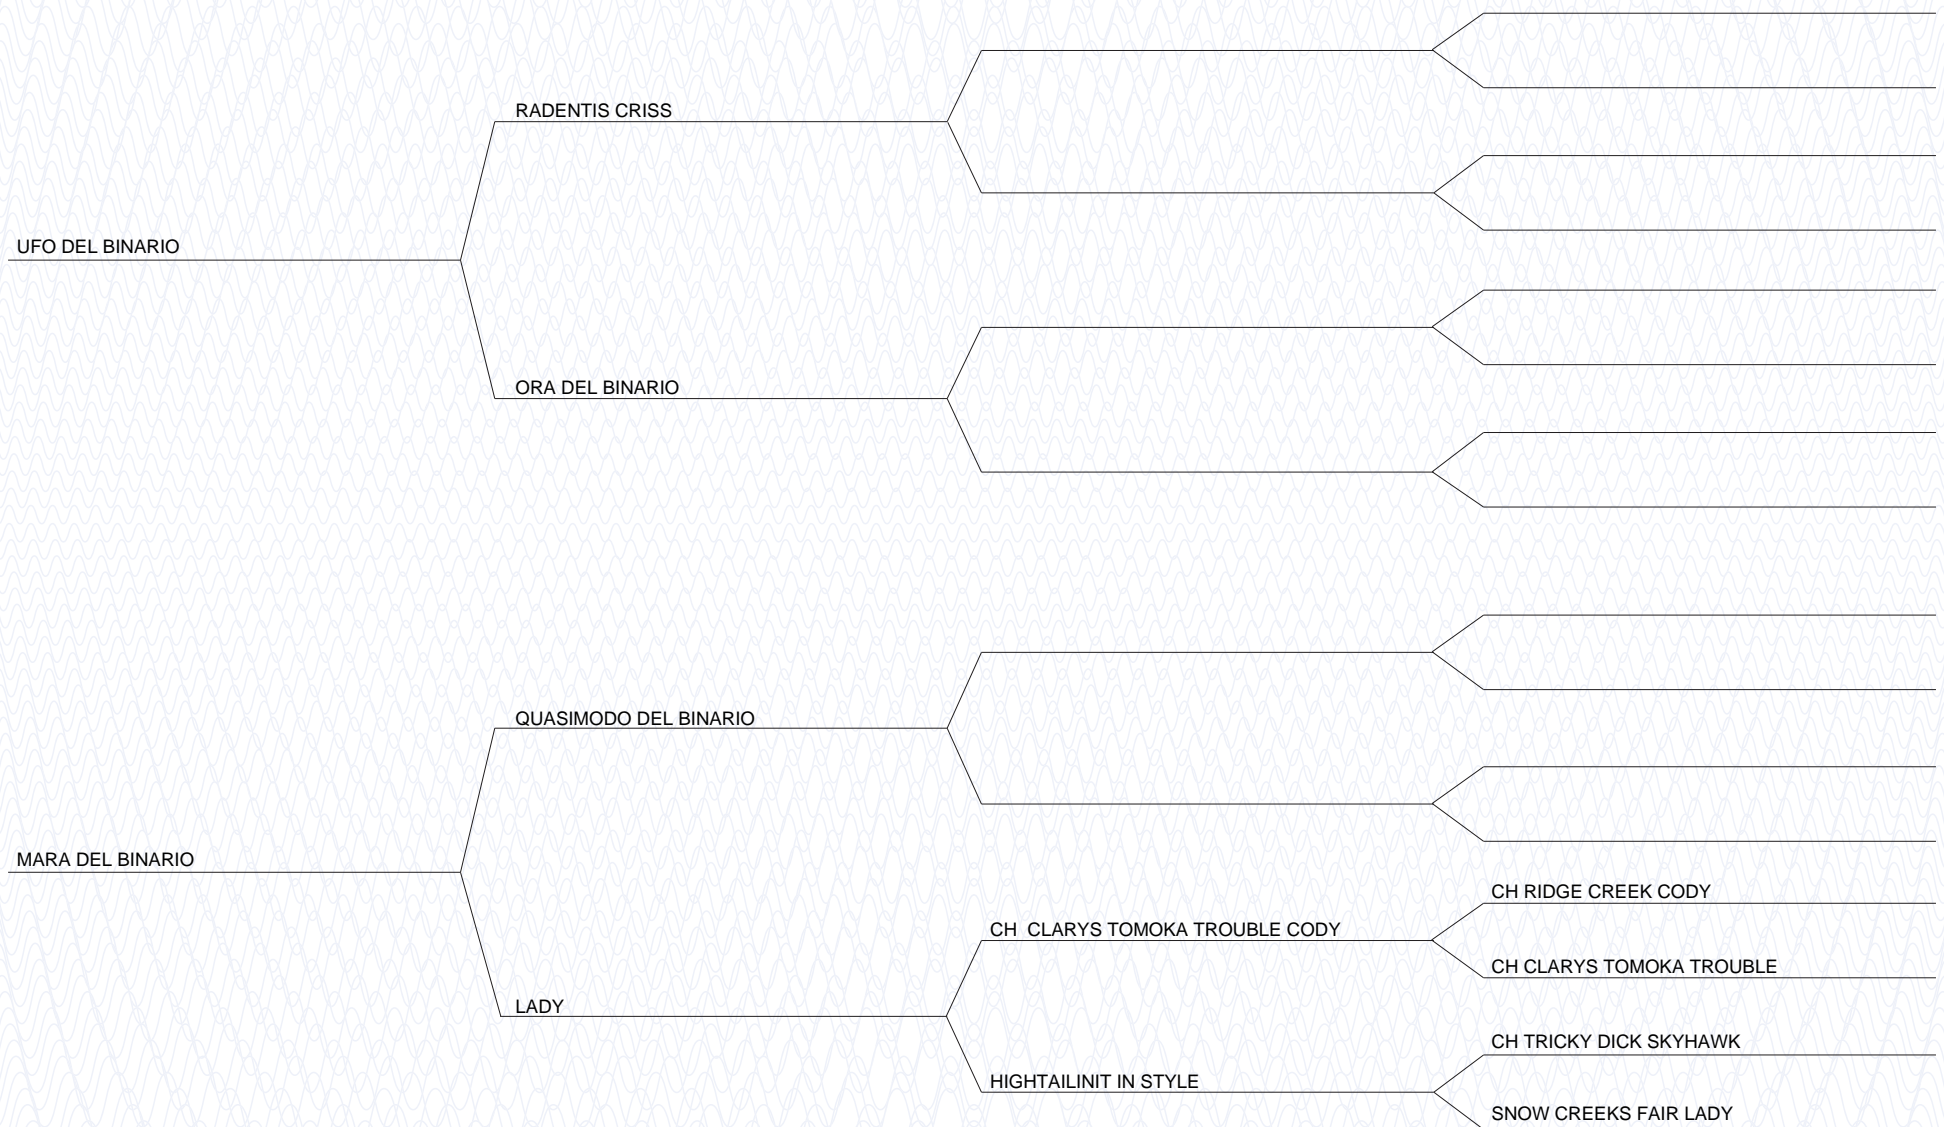 RADENTIS CRISS
UFO DEL BINARIO
ORA DEL BINARIO
QUASIMODO DEL BINARIO
MARA DEL BINARIO
CH RIDGE CREEK CODY
CH  CLARYS TOMOKA TROUBLE CODY
CH CLARYS TOMOKA TROUBLE
LADY
CH TRICKY DICK SKYHAWK
HIGHTAILINIT IN STYLE
SNOW CREEKS FAIR LADY